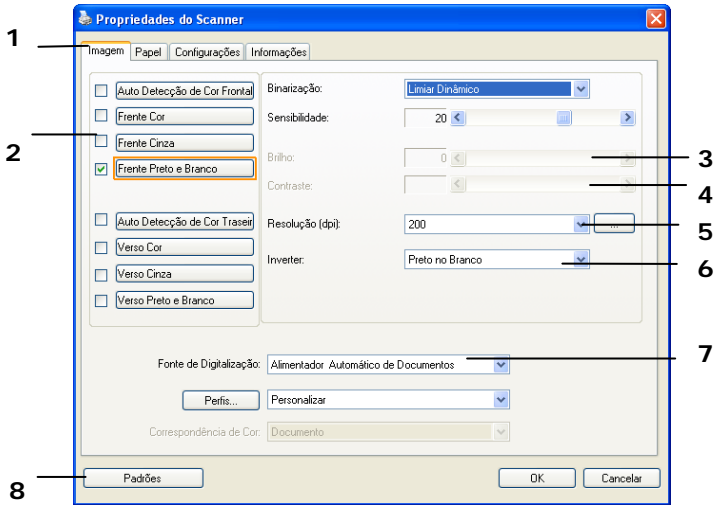 Propriedades do Scanner
1
Imagem Papel Configurações Informações
Auto Detecção de Cor Frontal
Frente Cor
Frente Cinza
Frente Preto e Branco
2
Auto Detecção de Cor Traseir
Verso Cor
Verso Cinza
Verso Preto e Branco
Binarização: Limiar Dinâmico
Sensibilidade: 20
Brilho: 0
3
Contraste:
4
Resolução (dpi): 200 ...
5
Inverter: Preto no Branco
6
Fonte de Digitalização: Alimentador Automático de Documentos
7
Perfis... Personalizar
Correspondência de Cor: Documento
8
Padrões OK Cancelar